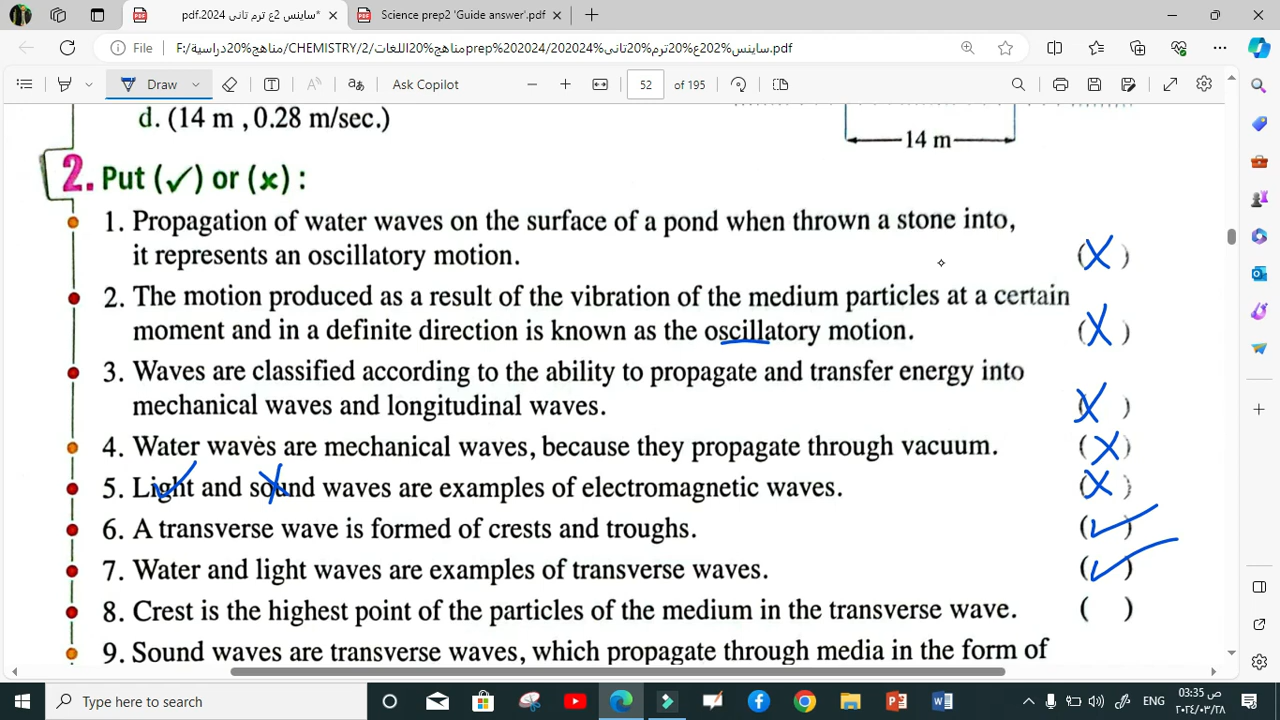 *ساينس 2ع ترم تانى 2024.pdf
Science prep2 'Guide answer'.pdf
File
F:/مناهج%20دراسية/CHEMISTRY/2/مناهج%20اللغاتprep%202024/202024%ساينتس%202ع%20ترم%20تانى.pdf
Draw
Ask Copilot
52 of 195
d. (14 m , 0.28 m/sec.)
14 m
2. Put (✓) or (x) :
1. Propagation of water waves on the surface of a pond when thrown a stone into,
it represents an oscillatory motion. (X)
2. The motion produced as a result of the vibration of the medium particles at a certain
moment and in a definite direction is known as the oscillatory motion. (X)
3. Waves are classified according to the ability to propagate and transfer energy into
mechanical waves and longitudinal waves. (X)
4. Water waves are mechanical waves, because they propagate through vacuum. (X)
5. Light and sound waves are examples of electromagnetic waves. (X)
6. A transverse wave is formed of crests and troughs. (✓)
7. Water and light waves are examples of transverse waves. (✓)
8. Crest is the highest point of the particles of the medium in the transverse wave. ( )
9. Sound waves are transverse waves, which propagate through media in the form of
Type here to search
ENG
03:35 ص
٢٠٢٤/٠٣/٢٨